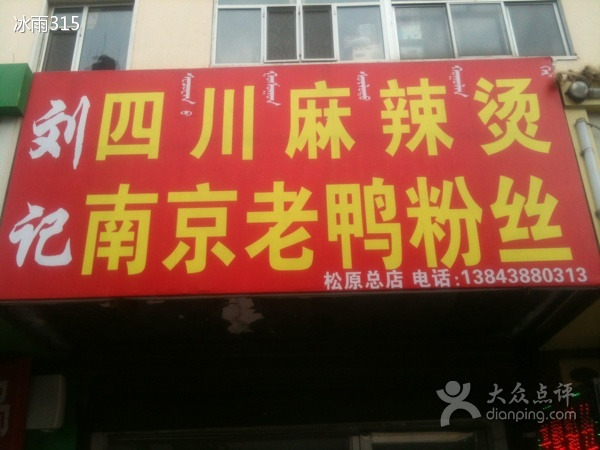 冰雨315
刘记
四川麻辣烫
南京老鸭粉丝
松原总店 电话:13843880313
大众点评
dianping.com